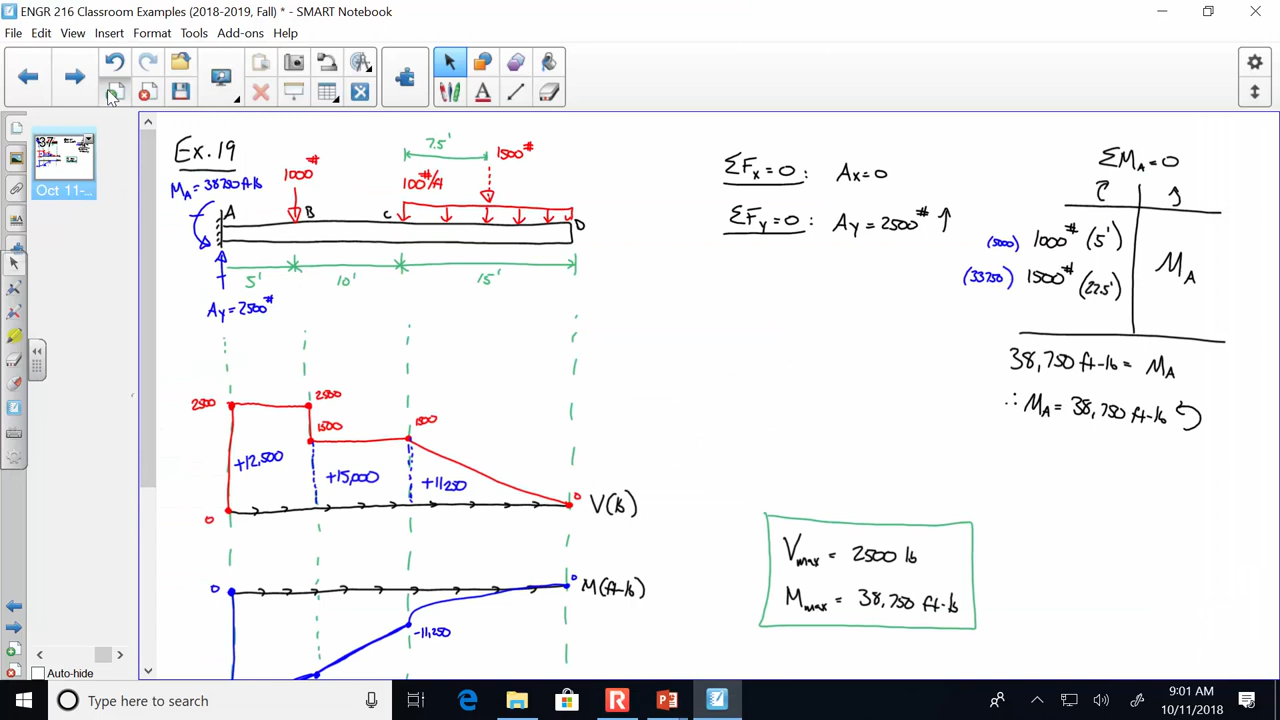 ENGR 216 Classroom Examples (2018-2019, Fall) * - SMART Notebook
File Edit View Insert Format Tools Add-ons Help
Oct 11-
Auto-hide
Ex. 19
7.5'
1500#
1000#
100#/ft
MA = 38750 ft-lb
A B C D
5' 10' 15'
Ay = 2500#
2500 2500
1500 1500
+12,500 +15,000 +11250
0 0 V(lb)
0 0 M(ft-lb)
-11,250
ΣFx=0: Ax=0
ΣFy=0: Ay=2500# ↑
ΣMA=0
(5000) 1000# (5')
(33750) 1500# (22.5')
MA
38,750 ft-lb = MA
∴ MA = 38,750 ft-lb
Vmax = 2500 lb
Mmax = 38,750 ft-lb
Type here to search
9:01 AM
10/11/2018